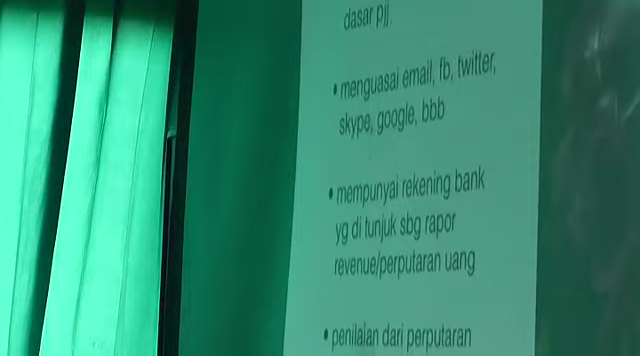 dasar pjj.
• menguasai email, fb, twitter,
skype, google, bbb
• mempunyai rekening bank
yg di tunjuk sbg rapor
revenue/perputaran uang
• penilaian dari perputaran